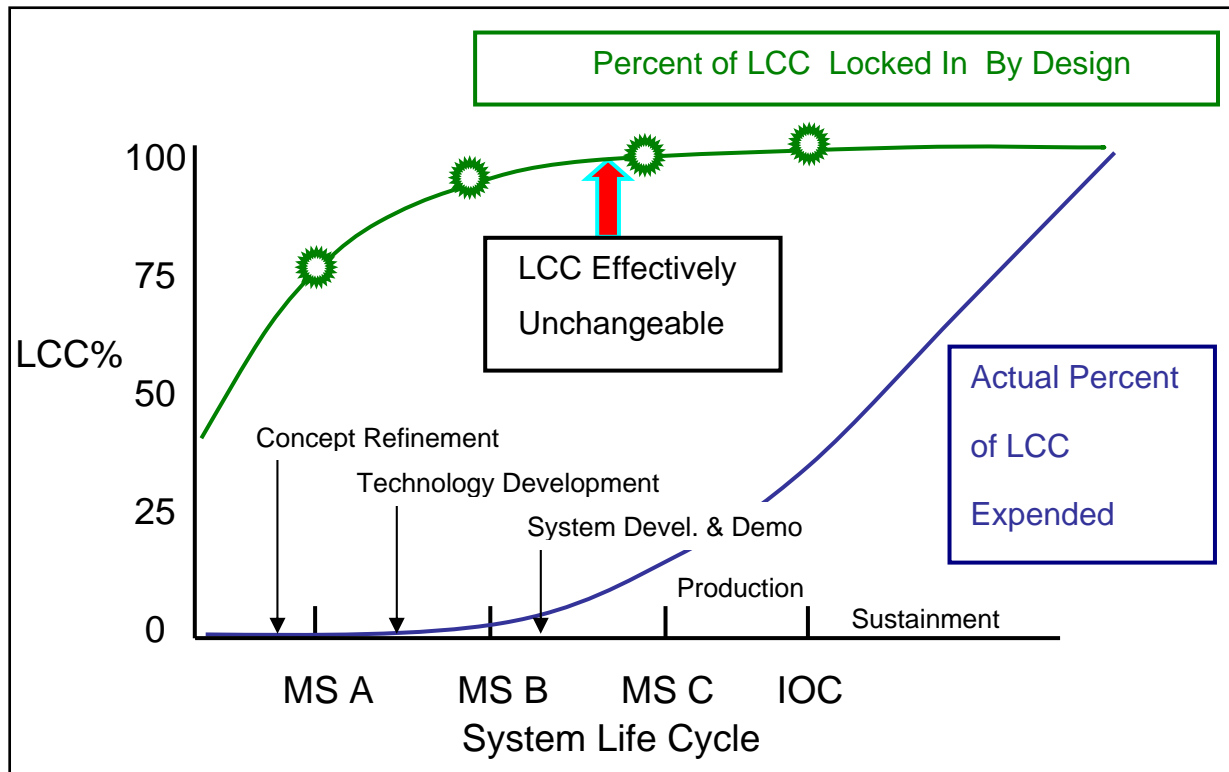 Percent of LCC Locked In By Design
100
75
LCC%
50
25
0
LCC Effectively
Unchangeable
Actual Percent
of LCC
Expended
Concept Refinement
Technology Development
System Devel. & Demo
Production
Sustainment
MS A
MS B
MS C
IOC
System Life Cycle